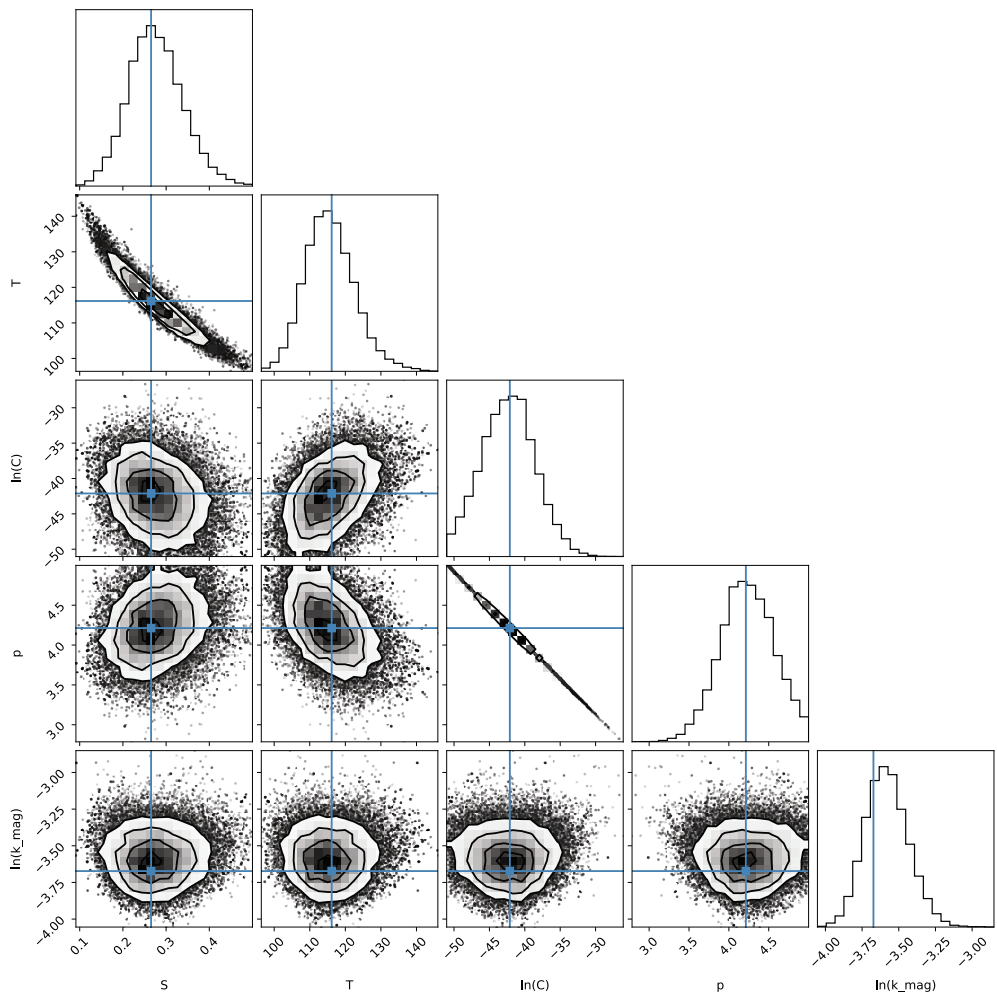 T
140
130
120
110
100
ln(C)
−30
−35
−40
−45
−50
p
4.5
4.0
3.5
3.0
ln(k_mag)
−3.00
−3.25
−3.50
−3.75
−4.00
0.1 0.2 0.3 0.4
100 110 120 130 140
−50 −45 −40 −35 −30
3.0 3.5 4.0 4.5
−4.00 −3.75 −3.50 −3.25 −3.00
S T ln(C) p ln(k_mag)